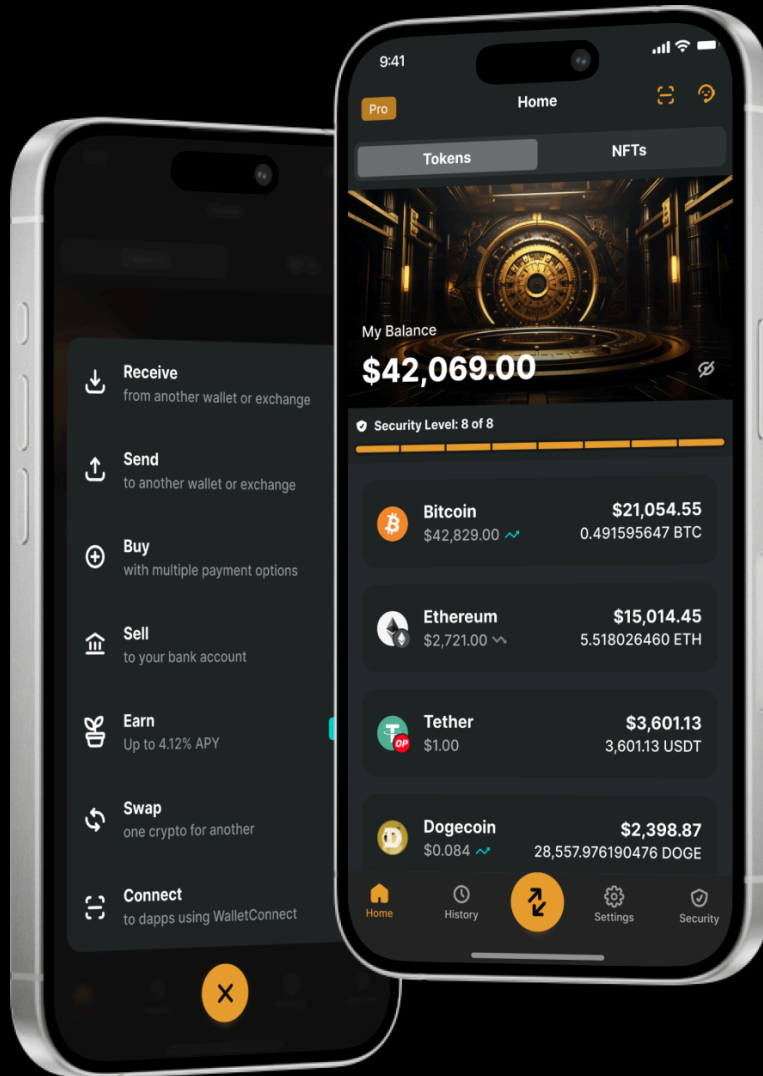 Receive
from another wallet or exchange
Send
to another wallet or exchange
Buy
with multiple payment options
Sell
to your bank account
Earn
Up to 4.12% APY
Swap
one crypto for another
Connect
to dapps using WalletConnect
9:41
Pro
Home
Tokens
NFTs
My Balance
$42,069.00
Security Level: 8 of 8
Bitcoin
$21,054.55
$42,829.00
0.491595647 BTC
Ethereum
$15,014.45
$2,721.00
5.518026460 ETH
Tether
$3,601.13
OP
$1.00
3,601.13 USDT
Dogecoin
$2,398.87
$0.084
28,557.976190476 DOGE
Home
History
Settings
Security